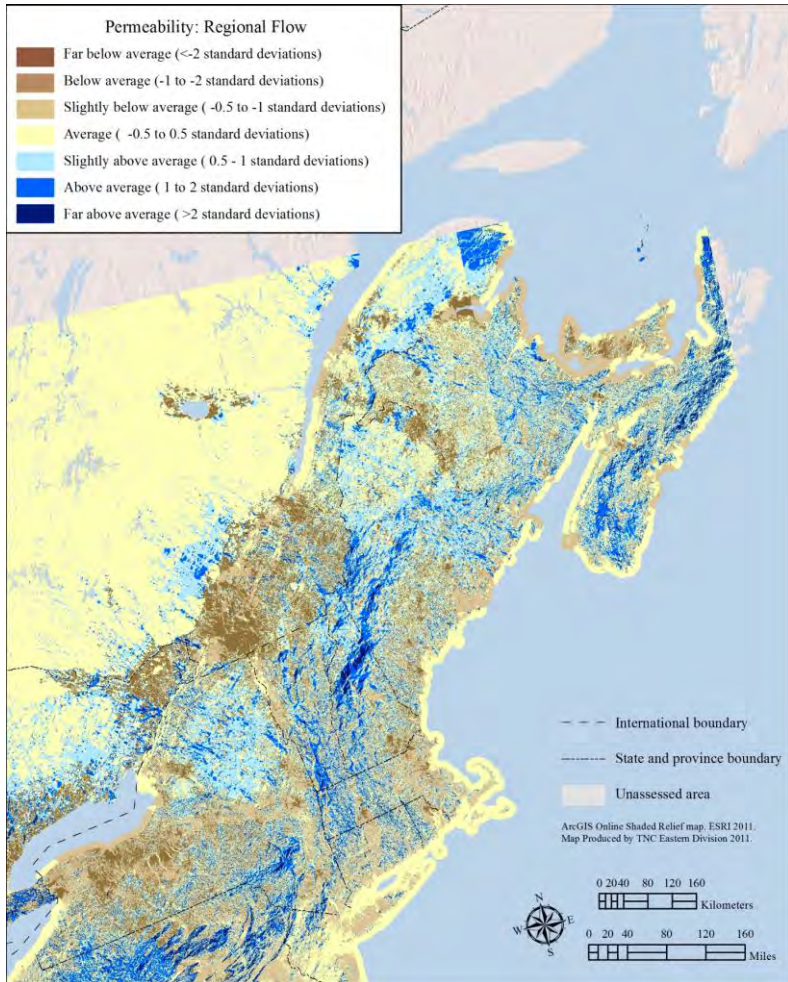 Permeability: Regional Flow
Far below average (<-2 standard deviations)
Below average (-1 to -2 standard deviations)
Slightly below average ( -0.5 to -1 standard deviations)
Average ( -0.5 to 0.5 standard deviations)
Slightly above average ( 0.5 - 1 standard deviations)
Above average ( 1 to 2 standard deviations)
Far above average ( >2 standard deviations)
International boundary
State and province boundary
Unassessed area
ArcGIS Online Shaded Relief map. ESRI 2011.
Map Produced by TNC Eastern Division 2011.
N
W E
S
0 20 40 80 120 160
Kilometers
0 20 40 80 120 160
Miles